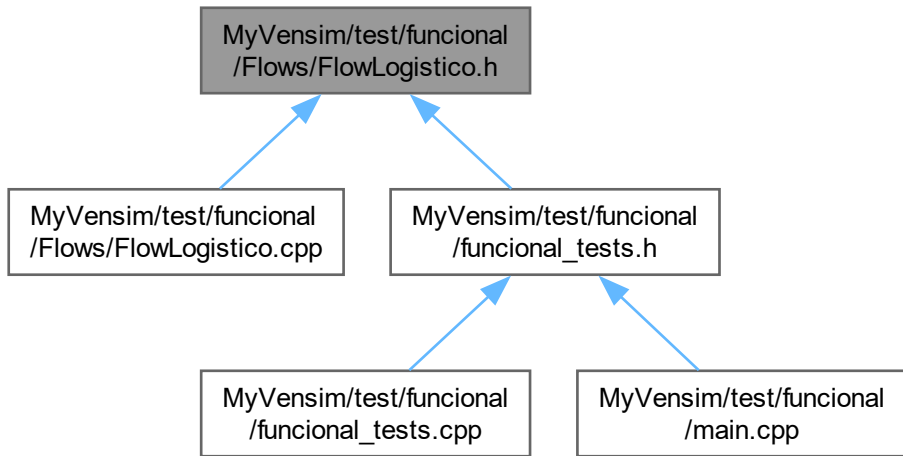 MyVensim/test/funcional
/Flows/FlowLogistico.h
MyVensim/test/funcional
/Flows/FlowLogistico.cpp
MyVensim/test/funcional
/funcional_tests.h
MyVensim/test/funcional
/funcional_tests.cpp
MyVensim/test/funcional
/main.cpp